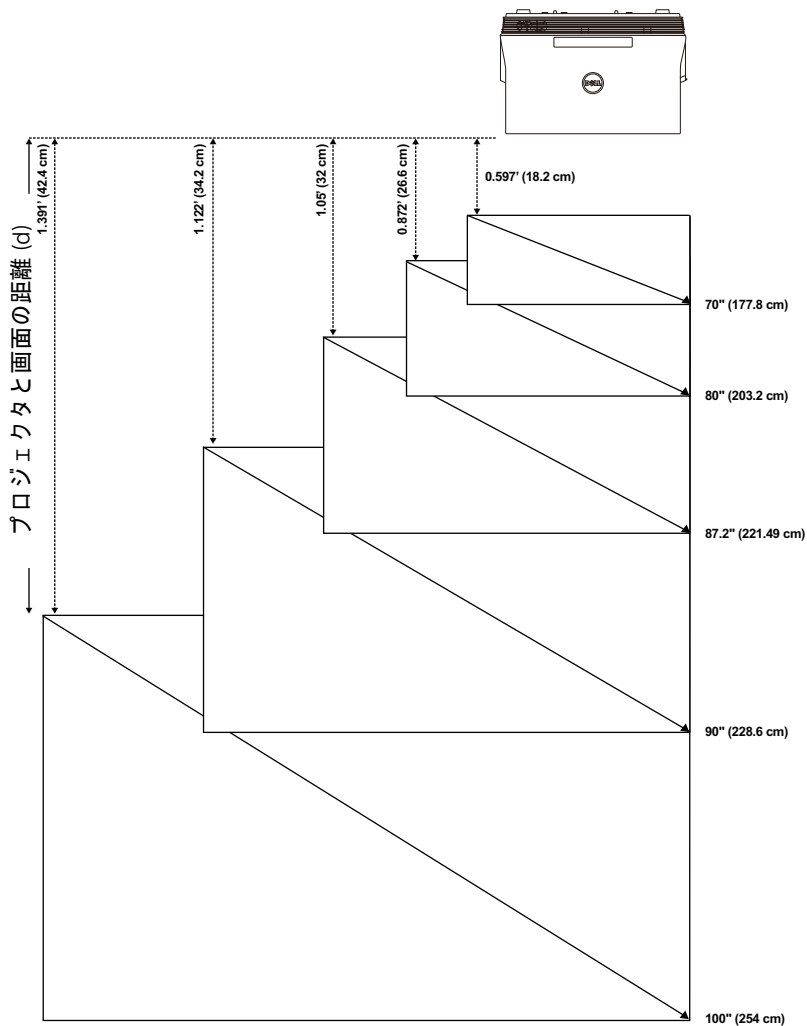 DELL
プロジェクタと画面の距離 (d)
1.391' (42.4 cm)
1.122' (34.2 cm)
1.05' (32 cm)
0.872' (26.6 cm)
0.597' (18.2 cm)
70" (177.8 cm)
80" (203.2 cm)
87.2" (221.49 cm)
90" (228.6 cm)
100" (254 cm)